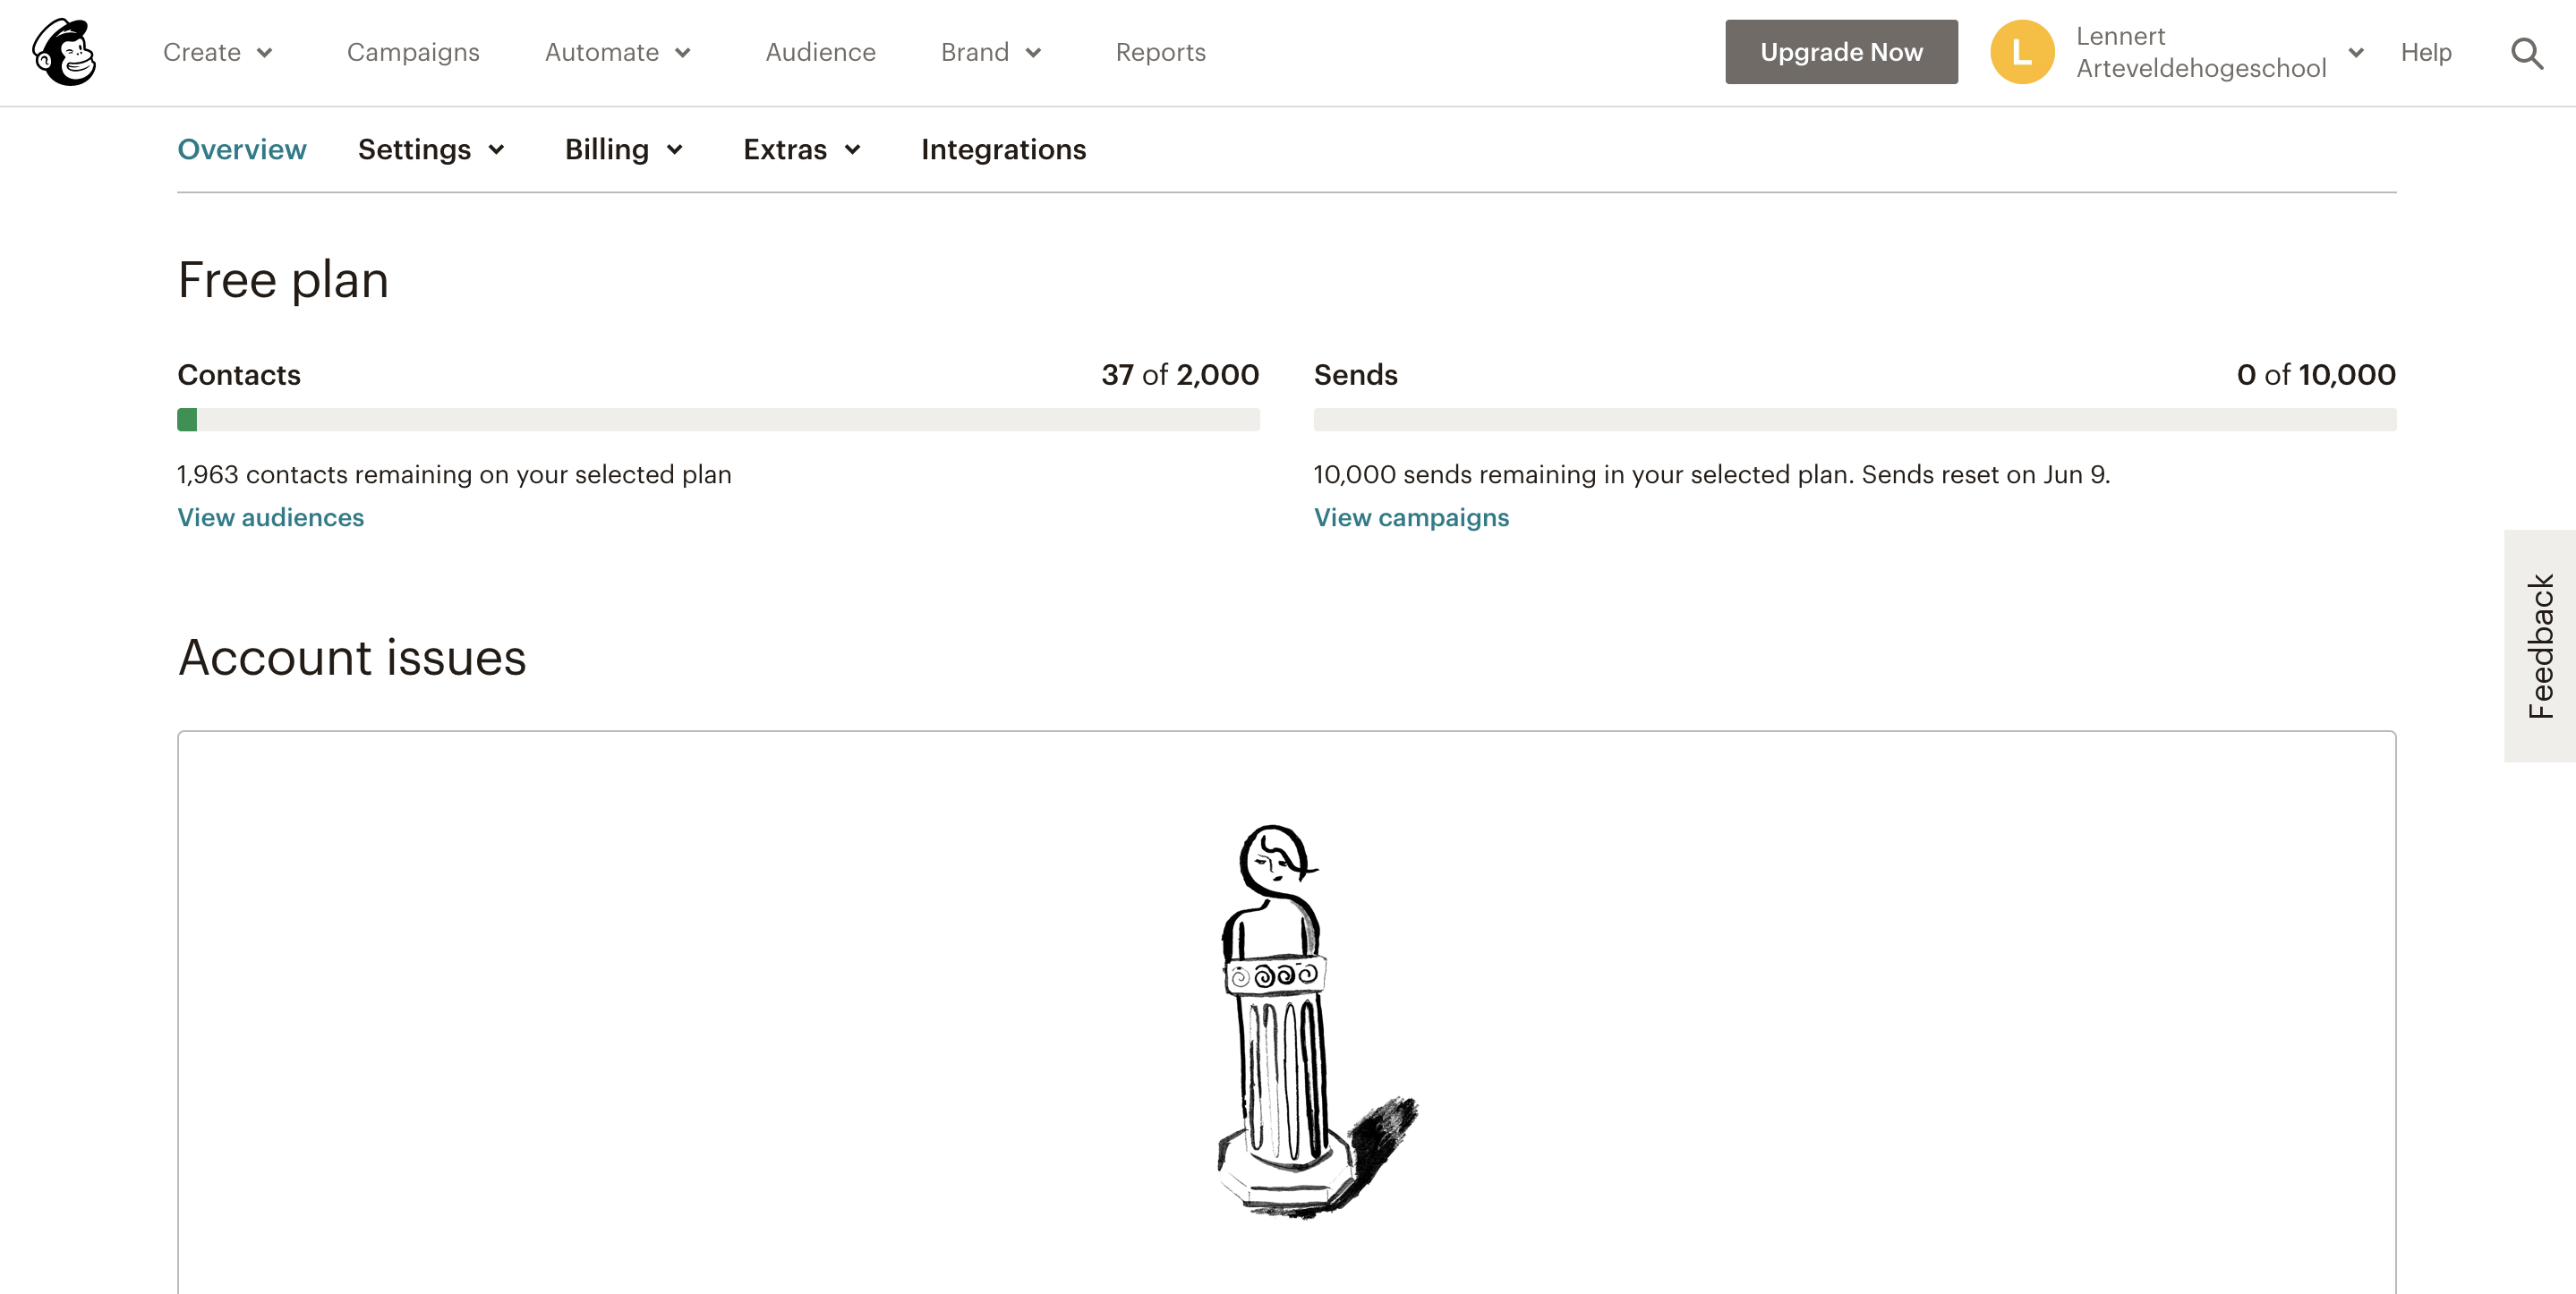 Create
Campaigns
Automate
Audience
Brand
Reports
Upgrade Now
L
Lennert
Arteveldehogeschool
Help
Overview
Settings
Billing
Extras
Integrations
Free plan
Contacts
37 of 2,000
1,963 contacts remaining on your selected plan
View audiences
Sends
0 of 10,000
10,000 sends remaining in your selected plan. Sends reset on Jun 9.
View campaigns
Feedback
Account issues